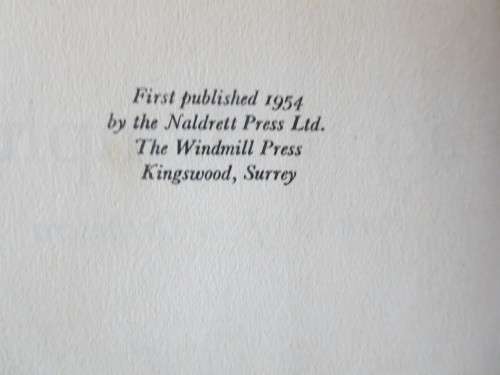 First published 1954
by the Naldrett Press Ltd.
The Windmill Press
Kingswood, Surrey